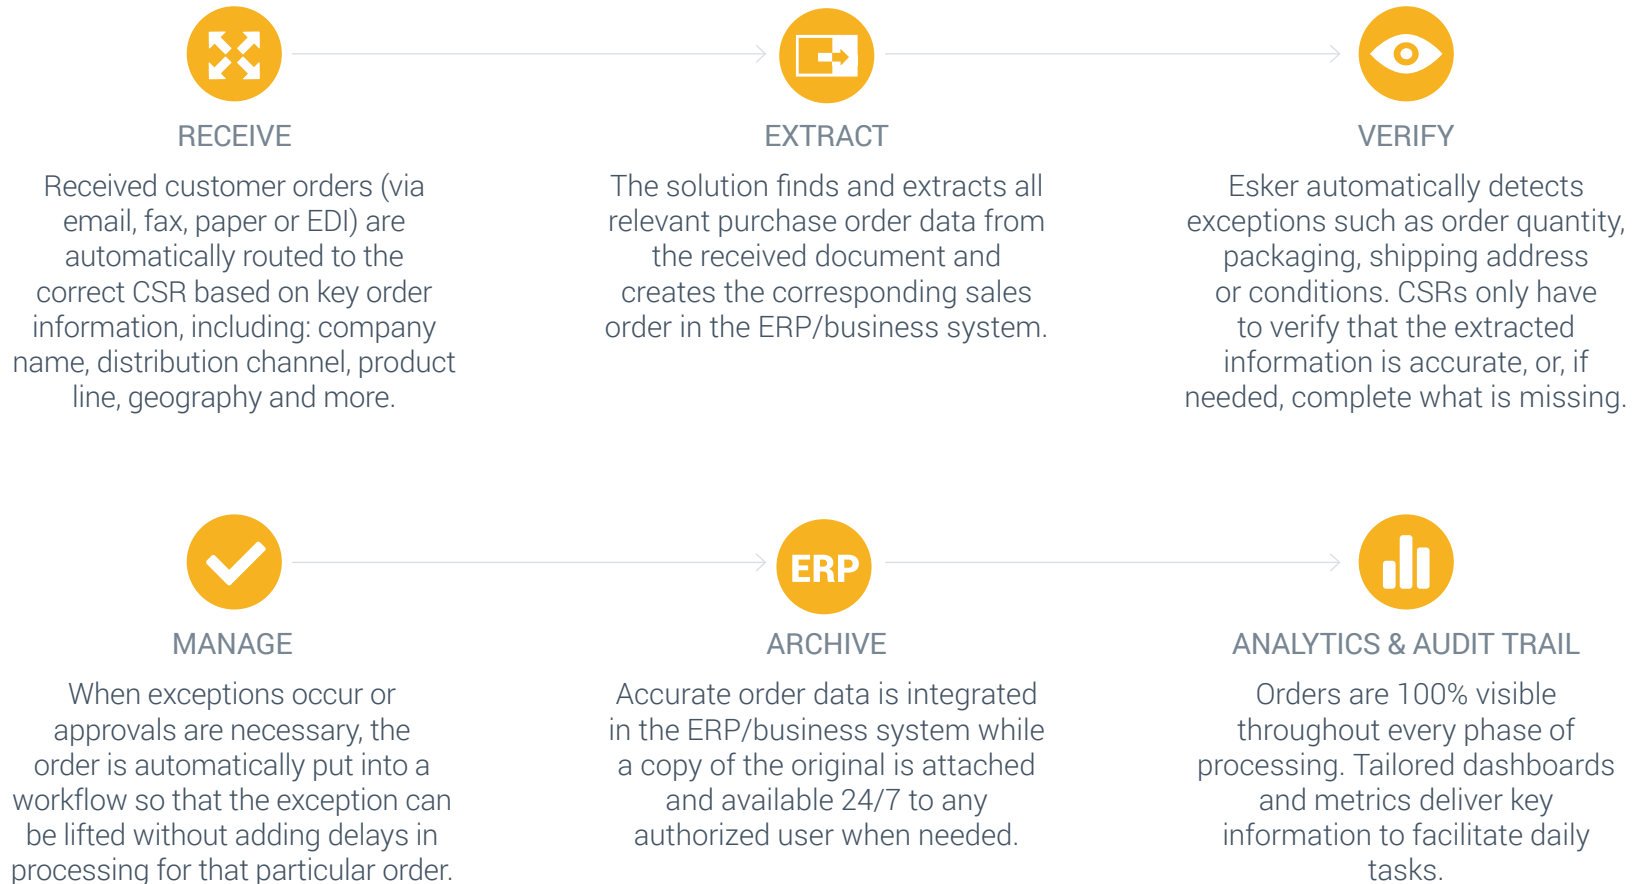 RECEIVE
Received customer orders (via
email, fax, paper or EDI) are
automatically routed to the
correct CSR based on key order
information, including: company
name, distribution channel, product
line, geography and more.
EXTRACT
The solution finds and extracts all
relevant purchase order data from
the received document and
creates the corresponding sales
order in the ERP/business system.
VERIFY
Esker automatically detects
exceptions such as order quantity,
packaging, shipping address
or conditions. CSRs only have
to verify that the extracted
information is accurate, or, if
needed, complete what is missing.
MANAGE
When exceptions occur or
approvals are necessary, the
order is automatically put into a
workflow so that the exception can
be lifted without adding delays in
processing for that particular order.
ERP
ARCHIVE
Accurate order data is integrated
in the ERP/business system while
a copy of the original is attached
and available 24/7 to any
authorized user when needed.
ANALYTICS & AUDIT TRAIL
Orders are 100% visible
throughout every phase of
processing. Tailored dashboards
and metrics deliver key
information to facilitate daily
tasks.